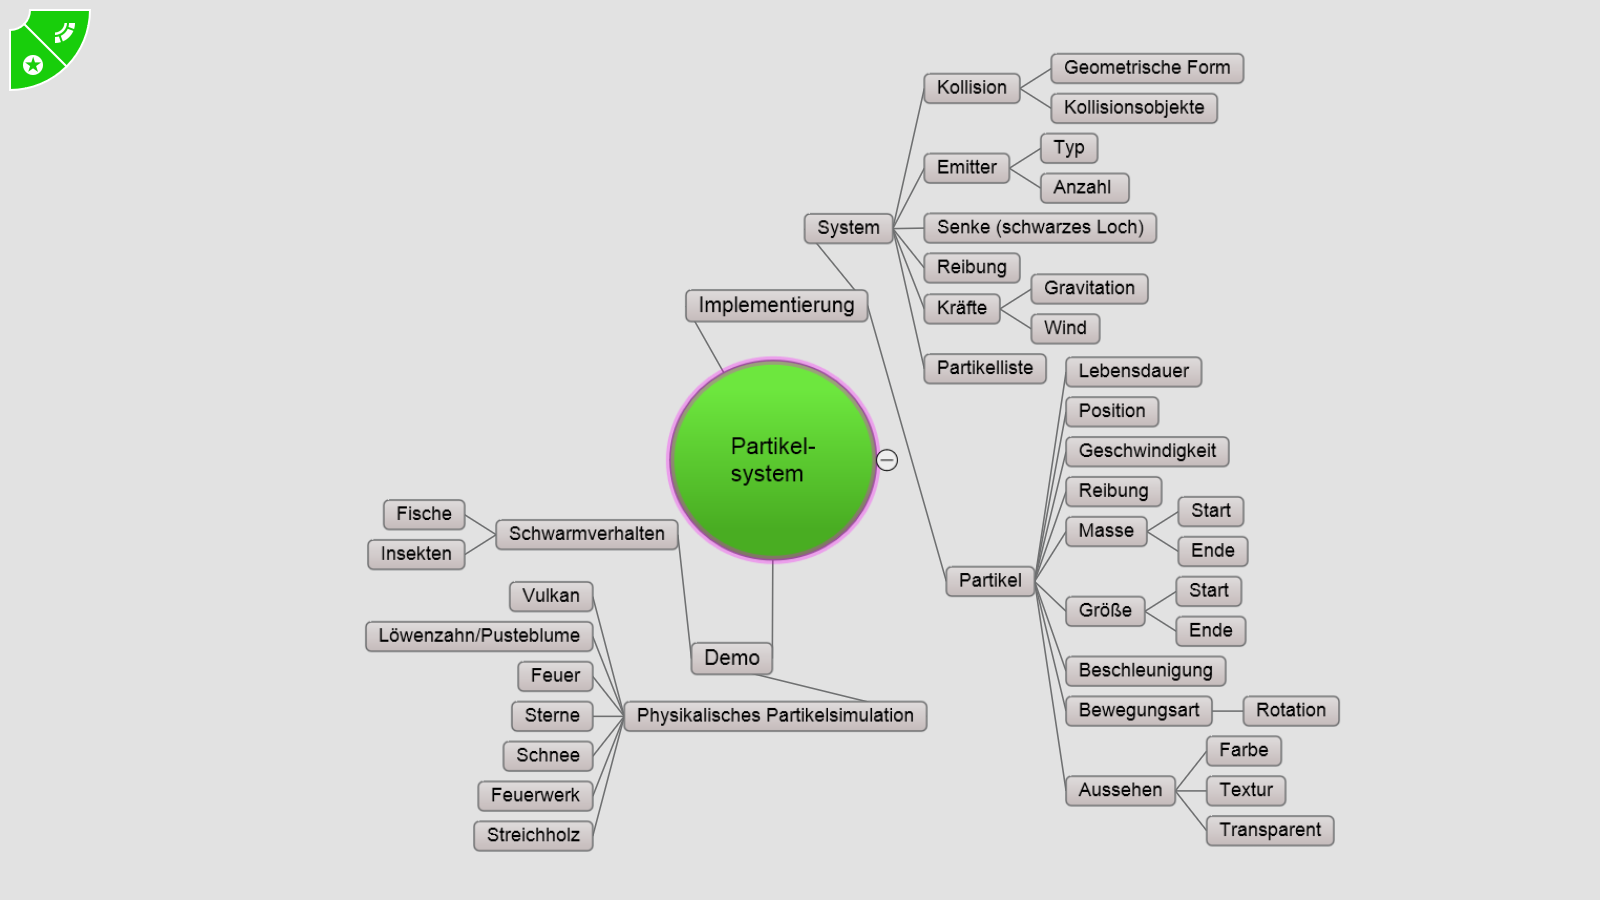 Partikel-
system
Implementierung
System
Kollision
Geometrische Form
Kollisionsobjekte
Emitter
Typ
Anzahl
Senke (schwarzes Loch)
Reibung
Kräfte
Gravitation
Wind
Partikelliste
Partikel
Lebensdauer
Position
Geschwindigkeit
Reibung
Masse
Start
Ende
Größe
Start
Ende
Beschleunigung
Bewegungsart
Rotation
Aussehen
Farbe
Textur
Transparent
Demo
Schwarmverhalten
Fische
Insekten
Physikalisches Partikelsimulation
Vulkan
Löwenzahn/Pusteblume
Feuer
Sterne
Schnee
Feuerwerk
Streichholz